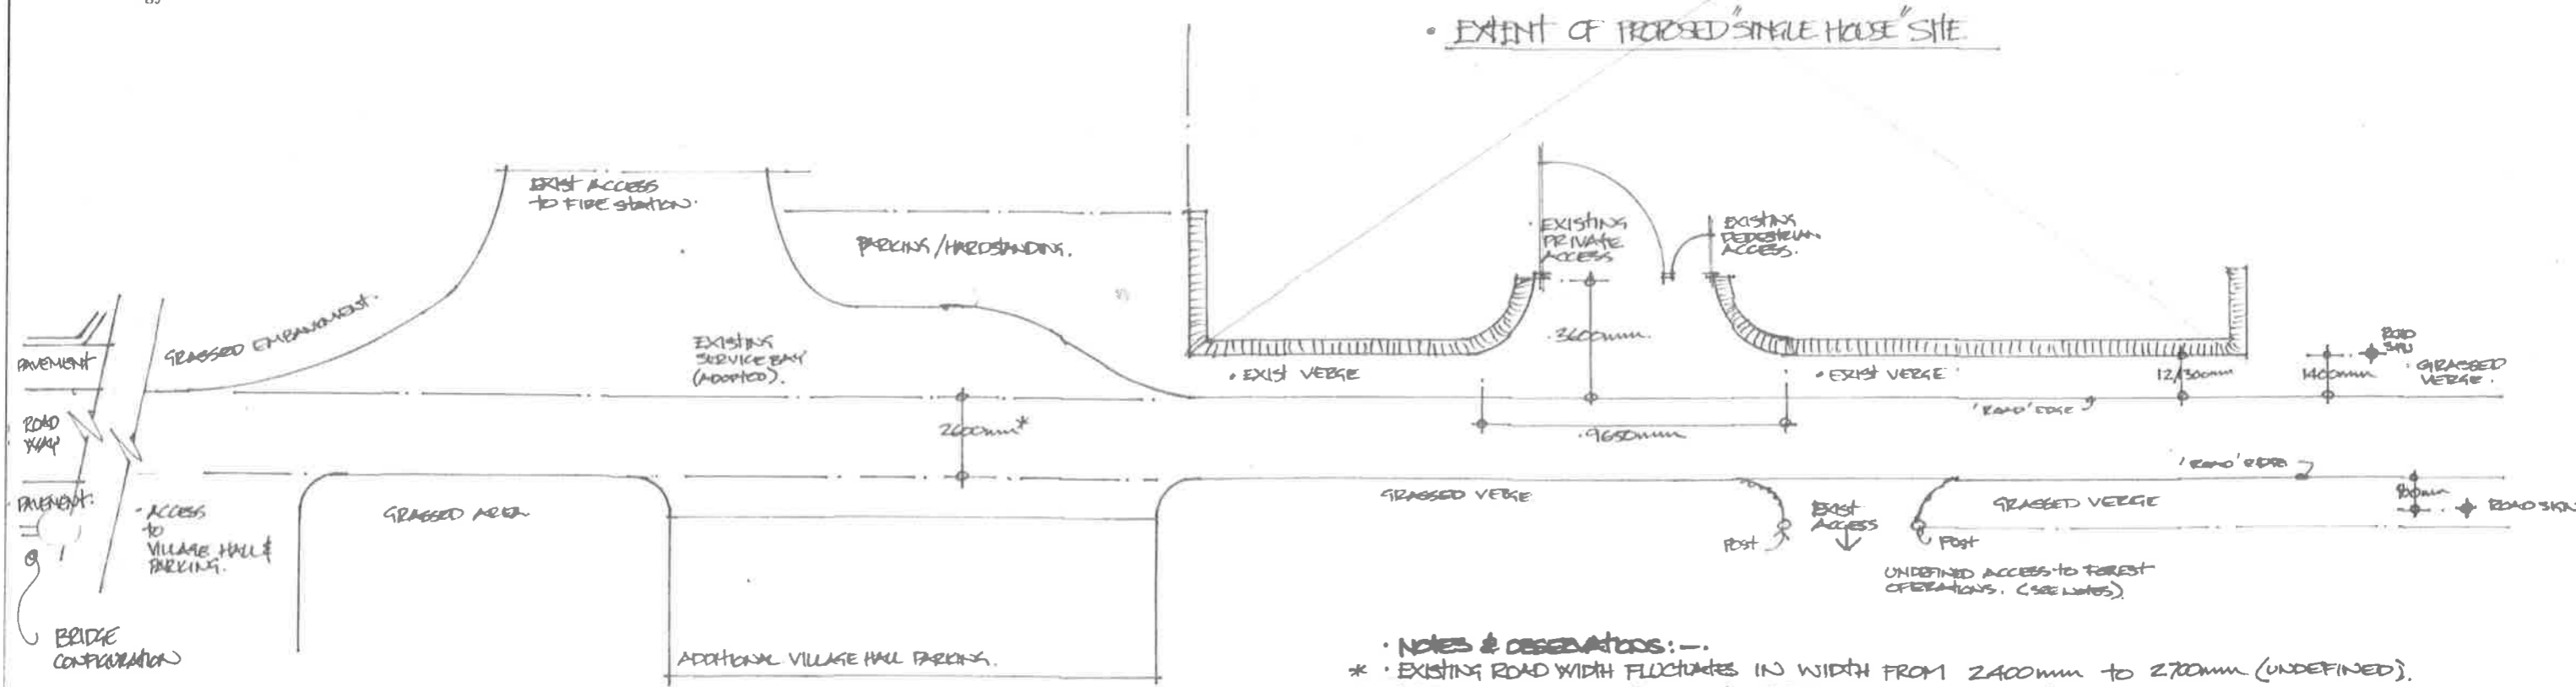 • EXTENT OF PROPOSED "SINGLE HOUSE" SITE
EXIST ACCESS
TO FIRE STATION.
PARKING/HARDSTANDING.
• EXISTING
PRIVATE
ACCESS
EXISTING
PEDESTRIAN
ACCESS.
GRASSED EMBANKMENT.
PAVEMENT
EXISTING
SERVICE BAY
(ADOPTED).
• EXIST VERGE
3600mm.
• EXIST VERGE
1400mm
ROAD
• GRASSED
VERGE.
ROAD
WAY
2600mm*
.9650mm
'ROAD' EDGE
'ROAD' EDGE
PAVEMENT.
• ACCESS
TO
VILLAGE HALL &
PARKING.
GRASSED AREA
GRASSED VERGE
POST
EXIST
ACCESS
POST
GRASSED VERGE
ROAD SIGN
UNDEFINED ACCESS TO FOREST
OPERATIONS. (SEE NOTES)
BRIDGE
CONFIGURATION
ADDITIONAL VILLAGE HALL PARKING.
• NOTES & OBSERVATIONS:-.
* • EXISTING ROAD WIDTH FLUCTUATES IN WIDTH FROM 2400mm to 2700mm (UNDEFINED).